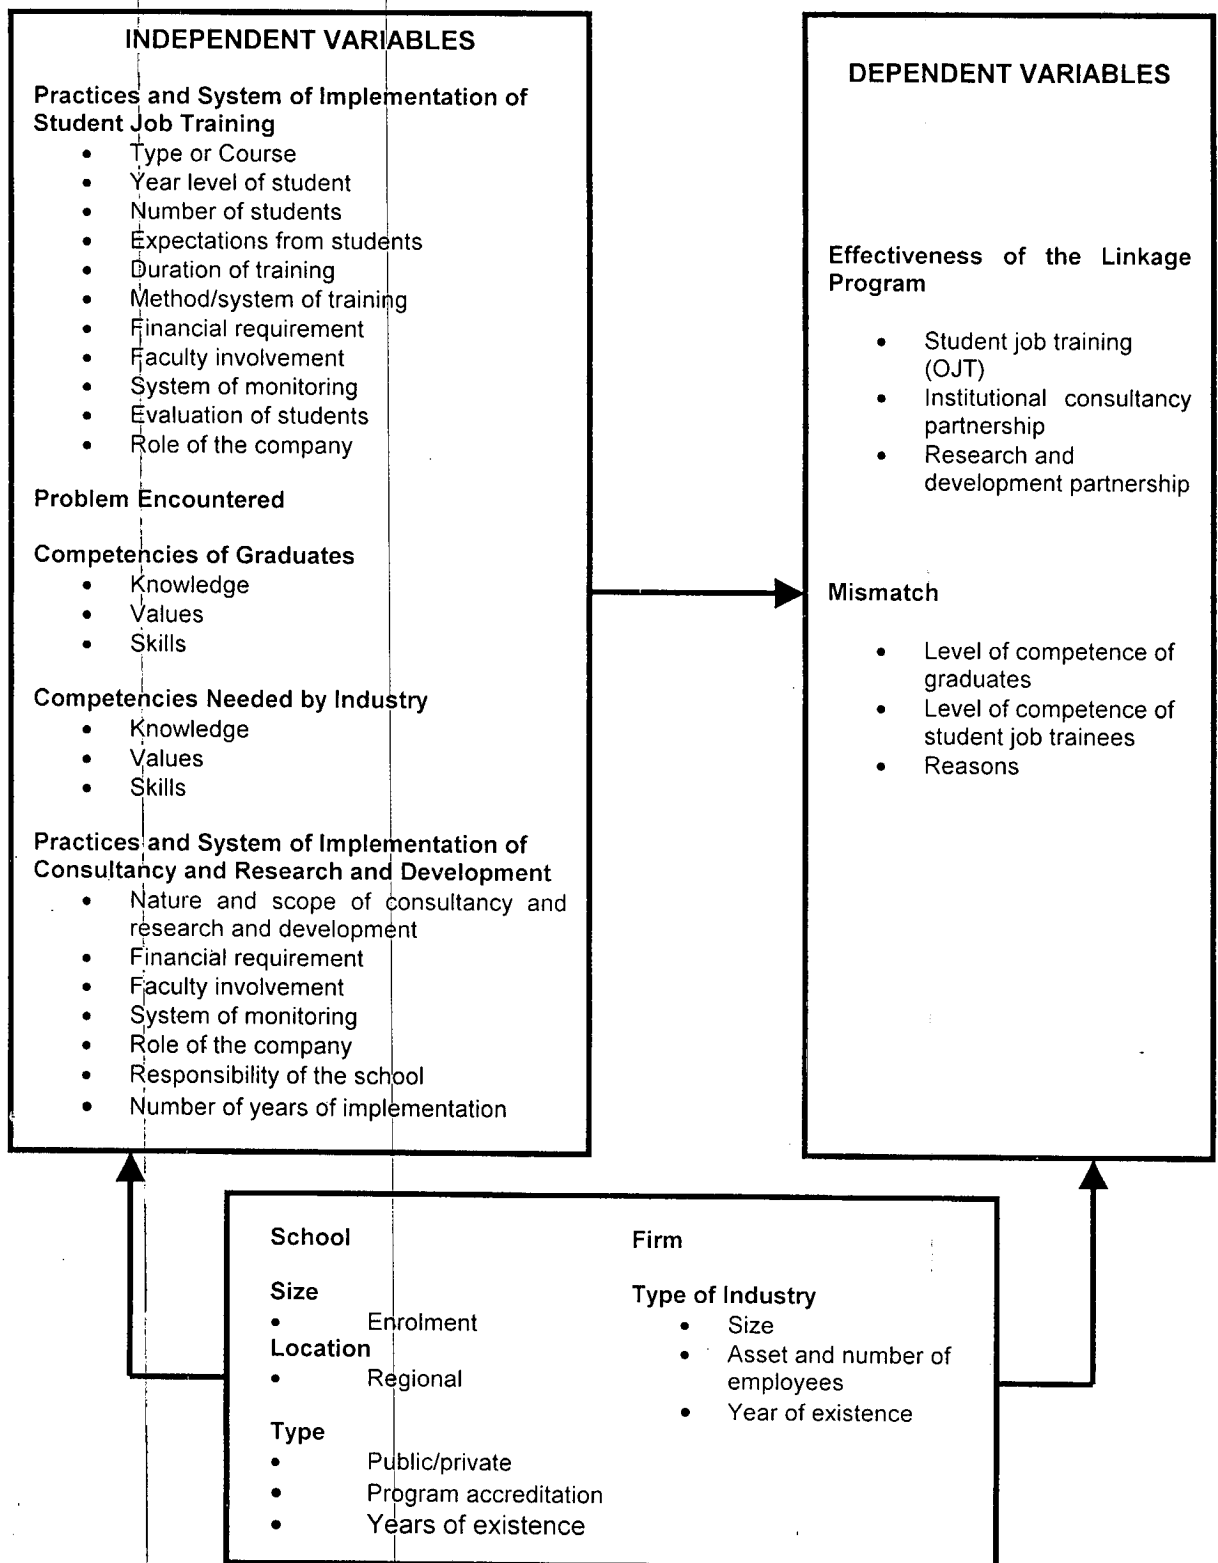 INDEPENDENT VARIABLES
Practices and System of Implementation of
Student Job Training
• Type or Course
• Year level of student
• Number of students
• Expectations from students
• Duration of training
• Method/system of training
• Financial requirement
• Faculty involvement
• System of monitoring
• Evaluation of students
• Role of the company
Problem Encountered
Competencies of Graduates
• Knowledge
• Values
• Skills
Competencies Needed by Industry
• Knowledge
• Values
• Skills
Practices and System of Implementation of
Consultancy and Research and Development
• Nature and scope of consultancy and
research and development
• Financial requirement
• Faculty involvement
• System of monitoring
• Role of the company
• Responsibility of the school
• Number of years of implementation
DEPENDENT VARIABLES
Effectiveness of the Linkage
Program
• Student job training
(OJT)
• Institutional consultancy
partnership
• Research and
development partnership
Mismatch
• Level of competence of
graduates
• Level of competence of
student job trainees
• Reasons
School
Size
• Enrolment
Location
• Regional
Type
• Public/private
• Program accreditation
• Years of existence
Firm
Type of Industry
• Size
• Asset and number of
employees
• Year of existence